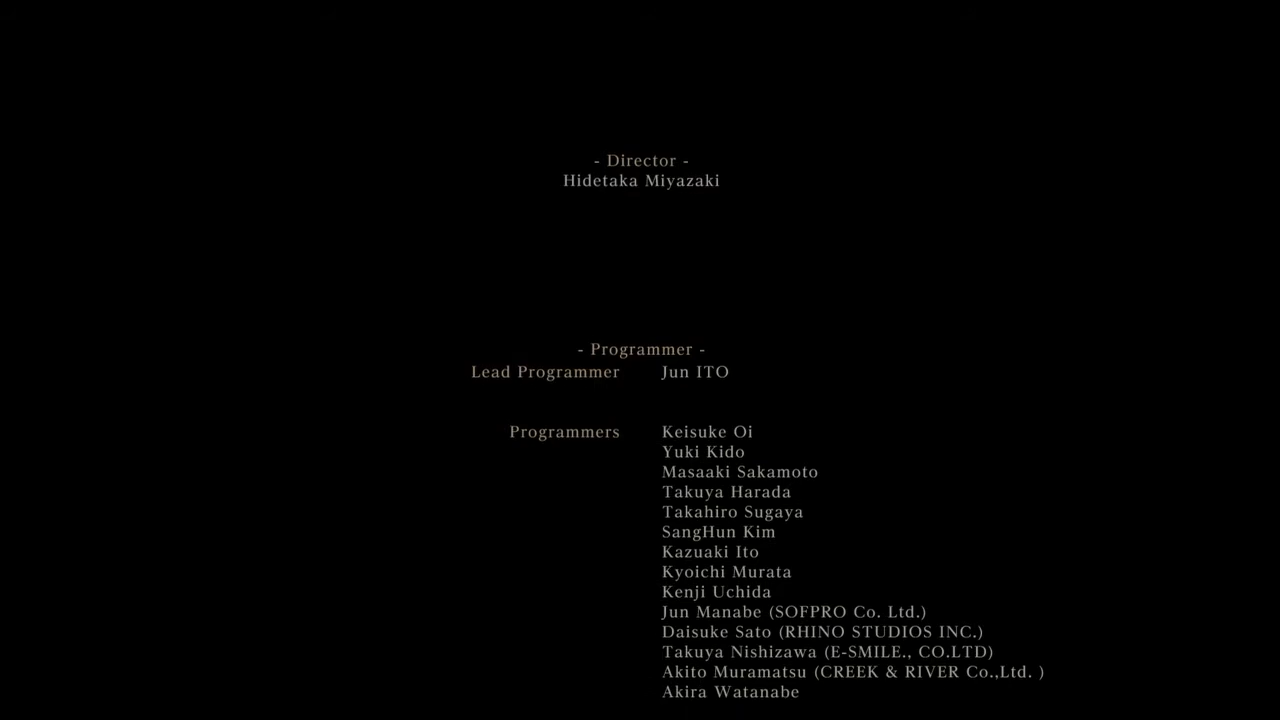 - Director -
Hidetaka Miyazaki
- Programmer -
Lead Programmer Jun ITO
Programmers Keisuke Oi
Yuki Kido
Masaaki Sakamoto
Takuya Harada
Takahiro Sugaya
SangHun Kim
Kazuaki Ito
Kyoichi Murata
Kenji Uchida
Jun Manabe (SOFPRO Co. Ltd.)
Daisuke Sato (RHINO STUDIOS INC.)
Takuya Nishizawa (E-SMILE., CO.LTD)
Akito Muramatsu (CREEK & RIVER Co.,Ltd. )
Akira Watanabe